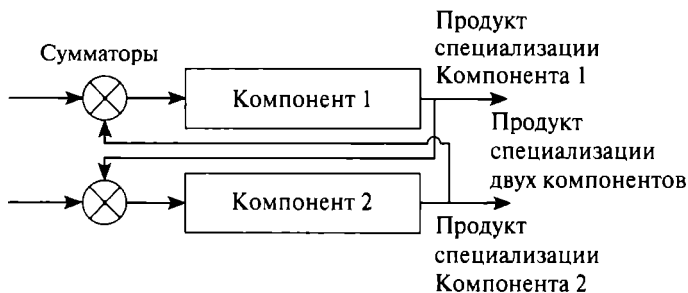 Продукт
специализации
Компонента 1
Сумматоры
Компонент 1
Продукт
специализации
двух компонентов
Компонент 2
Продукт
специализации
Компонента 2